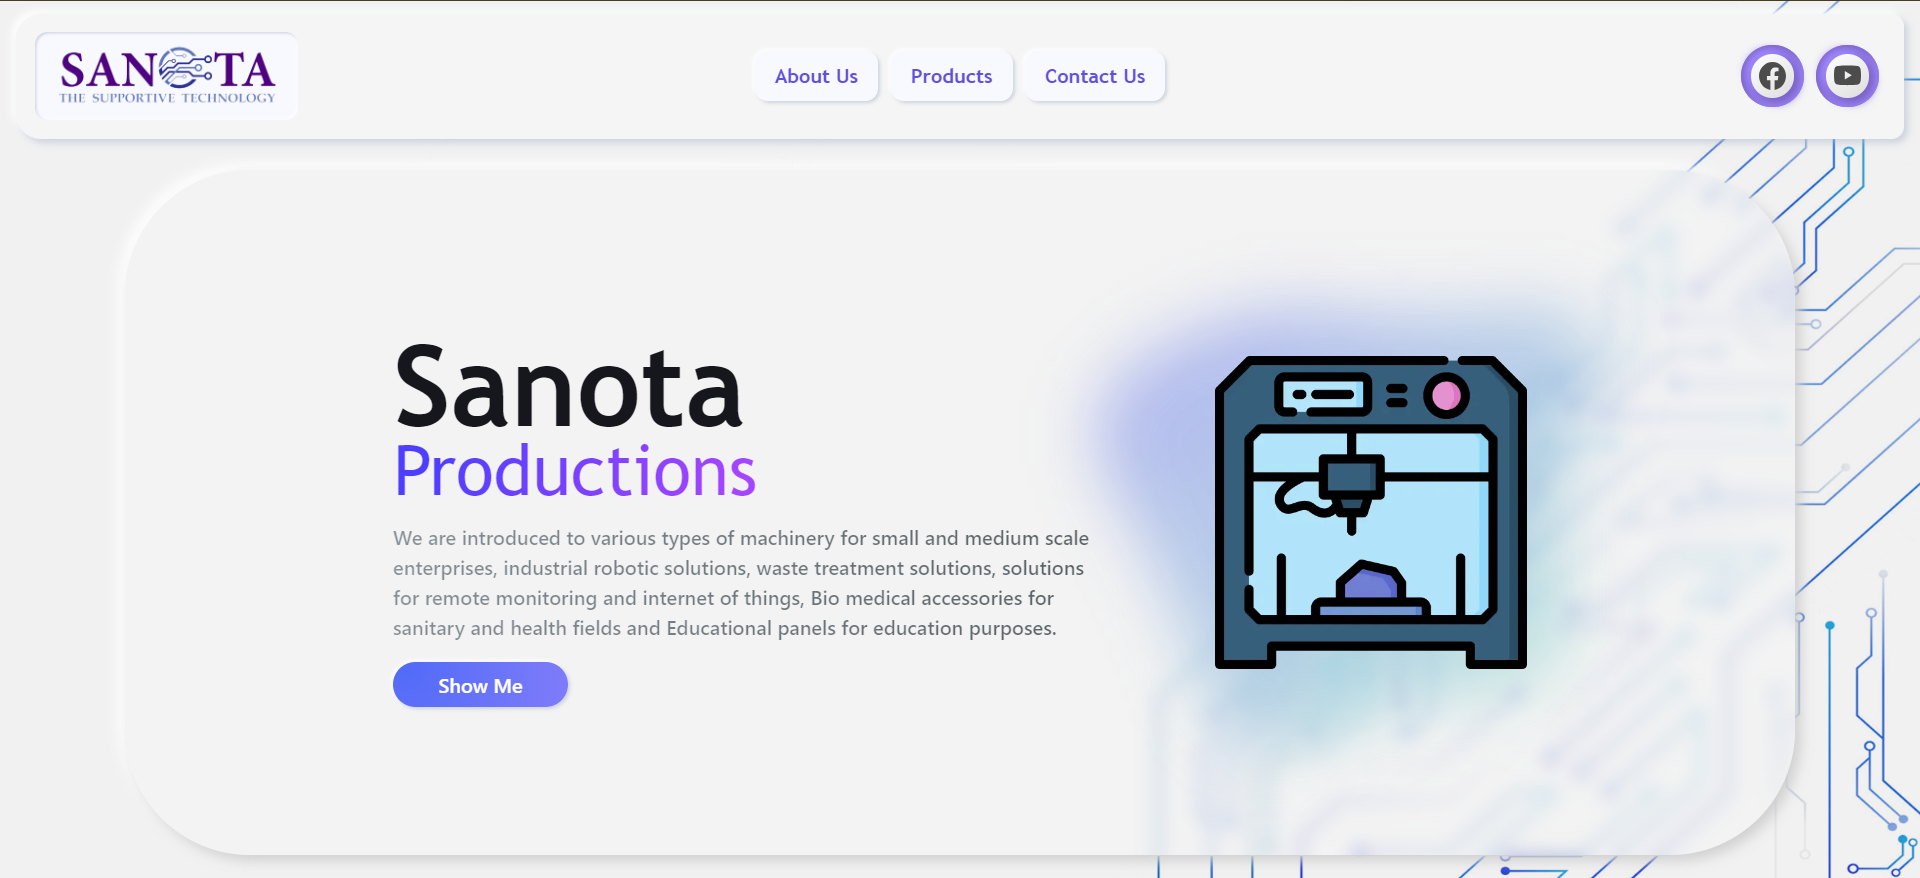 SANOTA
THE SUPPORTIVE TECHNOLOGY
About Us
Products
Contact Us
Sanota
Productions
We are introduced to various types of machinery for small and medium scale
enterprises, industrial robotic solutions, waste treatment solutions, solutions
for remote monitoring and internet of things, Bio medical accessories for
sanitary and health fields and Educational panels for education purposes.
Show Me